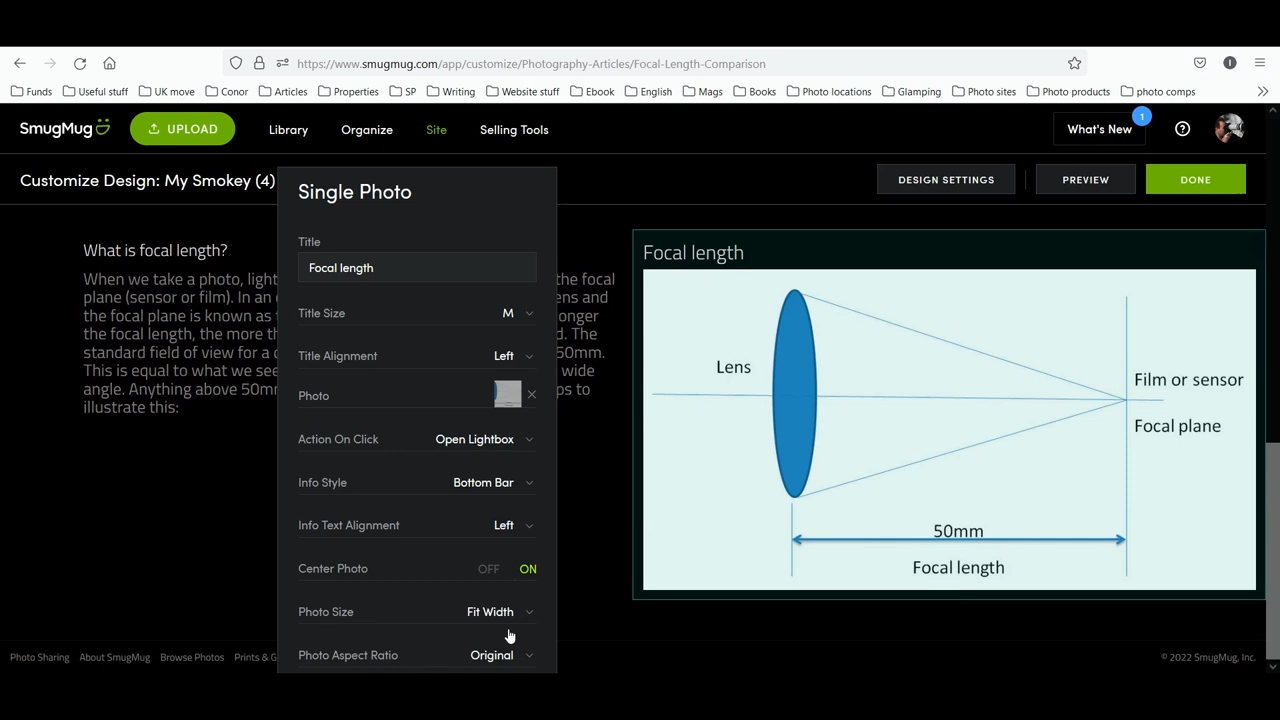 https://www.smugmug.com/app/customize/Photography-Articles/Focal-Length-Comparison
Funds Useful stuff UK move Conor Articles Properties SP Writing Website stuff Ebook English Mags Books Photo locations Glamping Photo sites Photo products photo comps
SmugMug UPLOAD Library Organize Site Selling Tools What's New 1
Customize Design: My Smokey (4) DESIGN SETTINGS PREVIEW DONE
What is focal length?
When we take a photo, light
plane (sensor or film). In an
the focal plane is known as
the focal length, the more th
standard field of view for a
This is equal to what we see
angle. Anything above 50mm
illustrate this:
the focal
ens and
onger
d. The
50mm.
wide
ps to
Single Photo
Title
Focal length
Title Size M
Title Alignment Left
Photo
Action On Click Open Lightbox
Info Style Bottom Bar
Info Text Alignment Left
Center Photo OFF ON
Photo Size Fit Width
Photo Aspect Ratio Original
Focal length
Lens
Film or sensor
Focal plane
50mm
Focal length
Photo Sharing About SmugMug Browse Photos Prints & G
© 2022 SmugMug, Inc.